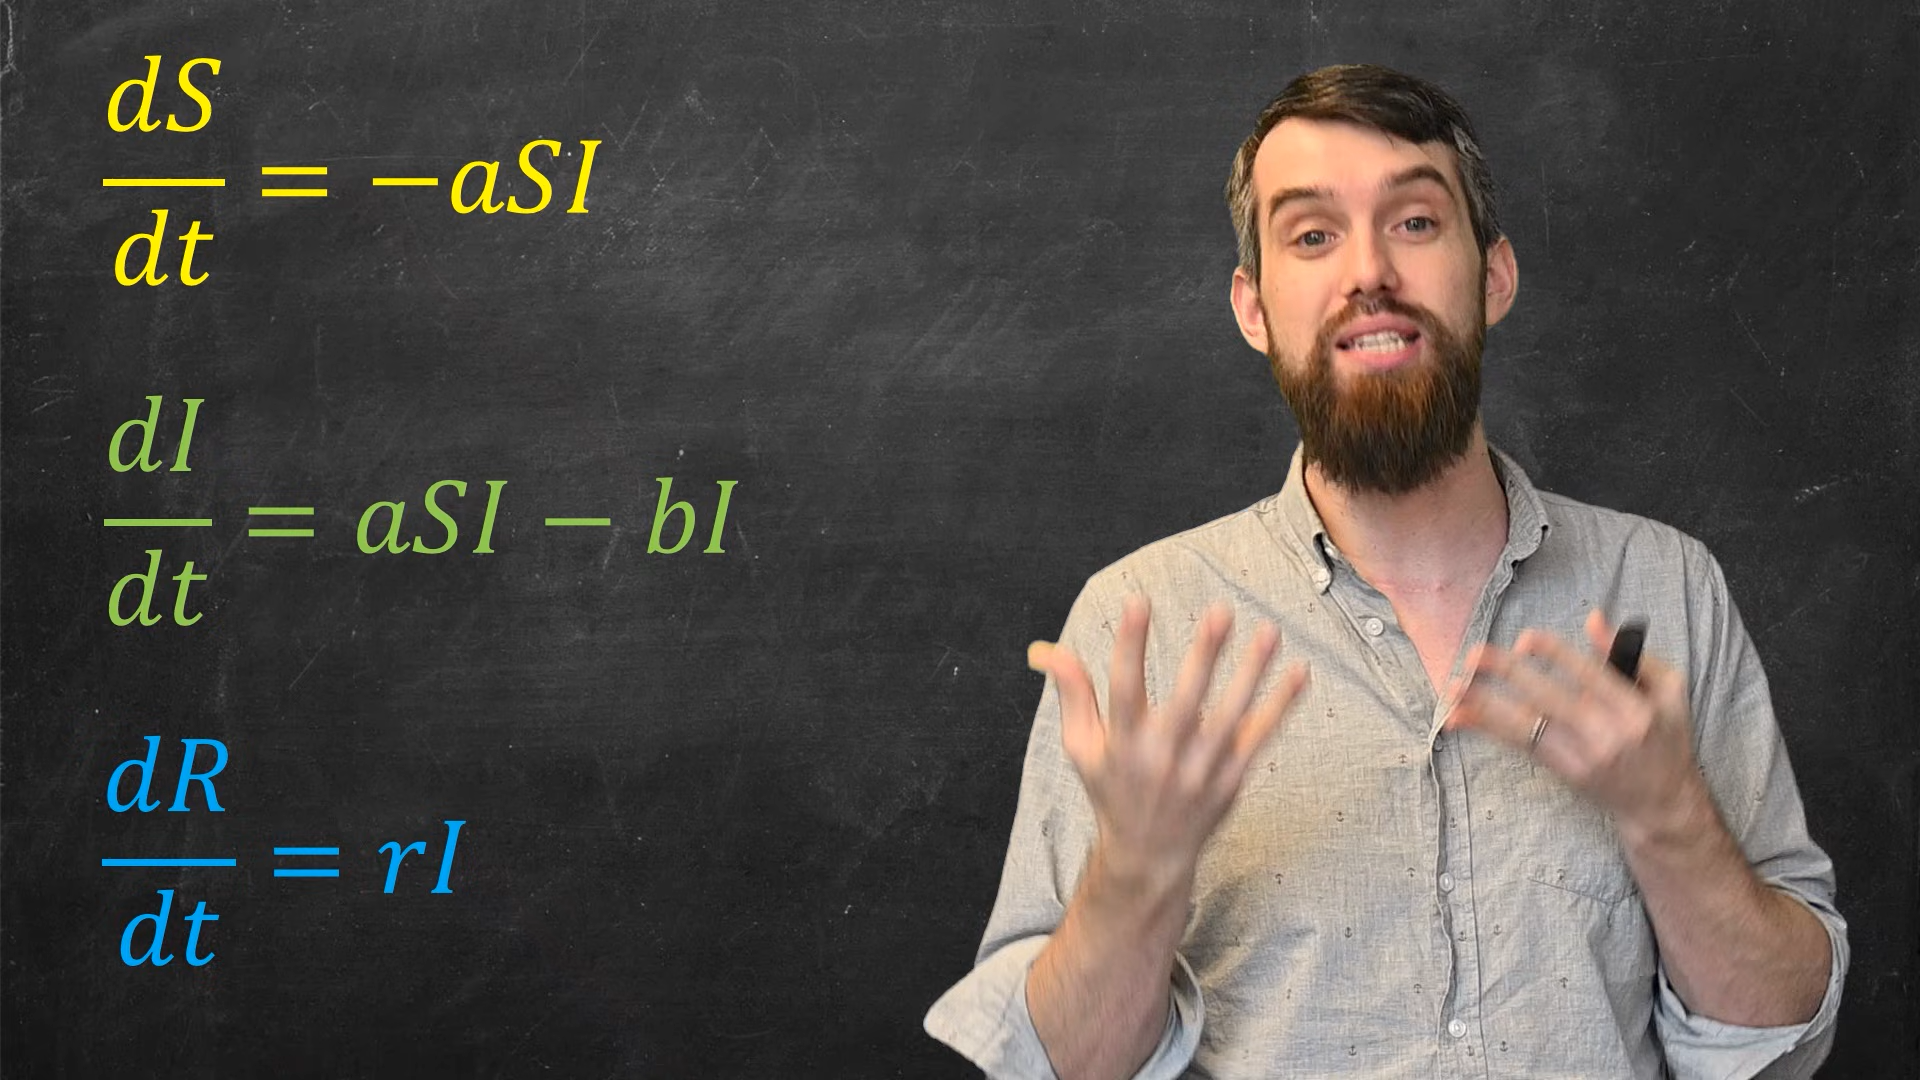 dS/dt = −aSI
dI/dt = aSI − bI
dR/dt = rI